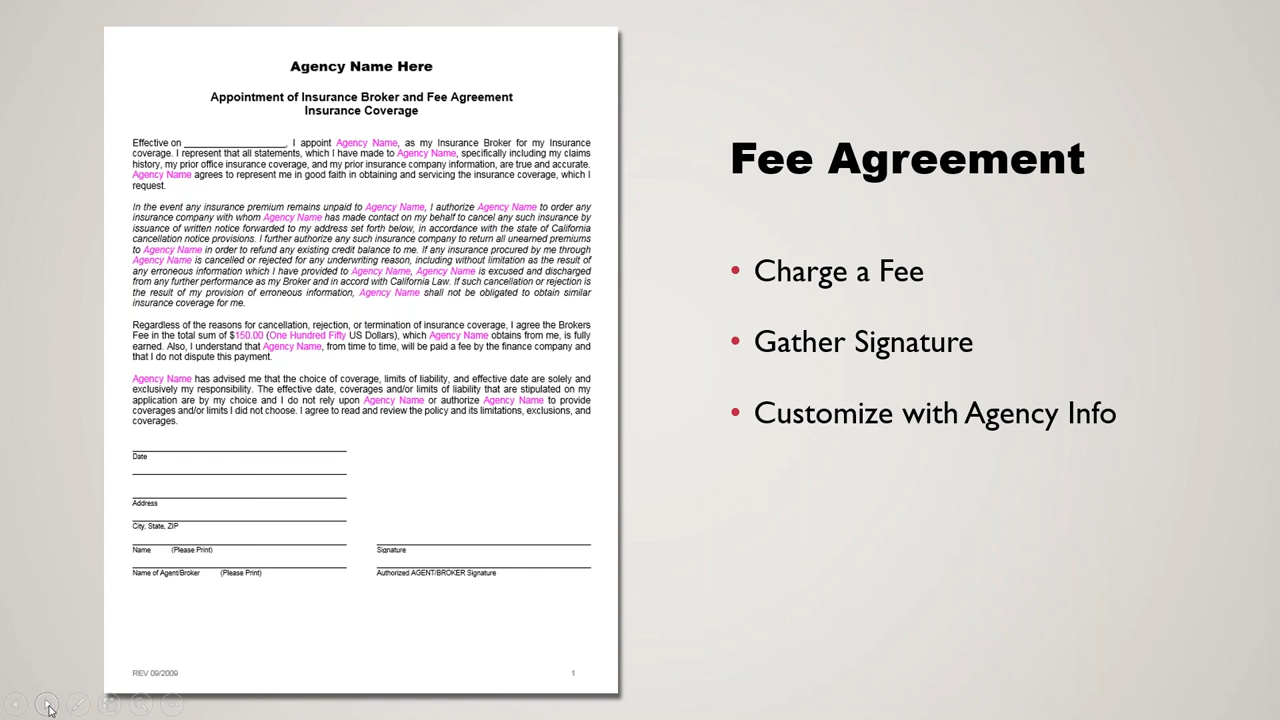 Agency Name Here
Appointment of Insurance Broker and Fee Agreement
Insurance Coverage
Effective on ____________________, I appoint Agency Name, as my Insurance Broker for my Insurance
coverage. I represent that all statements, which I have made to Agency Name, specifically including my claims
history, my prior office insurance coverage, and my prior insurance company information, are true and accurate.
Agency Name agrees to represent me in good faith in obtaining and servicing the insurance coverage, which I
request.
In the event any insurance premium remains unpaid to Agency Name, I authorize Agency Name to order any
insurance company with whom Agency Name has made contact on my behalf to cancel any such insurance by
issuance of written notice forwarded to my address set forth below, in accordance with the state of California
cancellation notice provisions. I further authorize any such insurance company to return all unearned premiums
to Agency Name in order to refund any existing credit balance to me. If any insurance procured by me through
Agency Name is cancelled or rejected for any underwriting reason, including without limitation as the result of
any erroneous information which I have provided to Agency Name, Agency Name is excused and discharged
from any further performance as my Broker and in accord with California Law. If such cancellation or rejection is
the result of my provision of erroneous information, Agency Name shall not be obligated to obtain similar
insurance coverage for me.
Regardless of the reasons for cancellation, rejection, or termination of insurance coverage, I agree the Brokers
Fee in the total sum of $150.00 (One Hundred Fifty US Dollars), which Agency Name obtains from me, is fully
earned. Also, I understand that Agency Name, from time to time, will be paid a fee by the finance company and
that I do not dispute this payment.
Agency Name has advised me that the choice of coverage, limits of liability, and effective date are solely and
exclusively my responsibility. The effective date, coverages and/or limits of liability that are stipulated on my
application are by my choice and I do not rely upon Agency Name or authorize Agency Name to provide
coverages and/or limits I did not choose. I agree to read and review the policy and its limitations, exclusions, and
coverages.
Date
Address
City, State, ZIP
Name (Please Print) Signature
Name of Agent/Broker (Please Print) Authorized AGENT/BROKER Signature
REV 09/2009 1
Fee Agreement
• Charge a Fee
• Gather Signature
• Customize with Agency Info